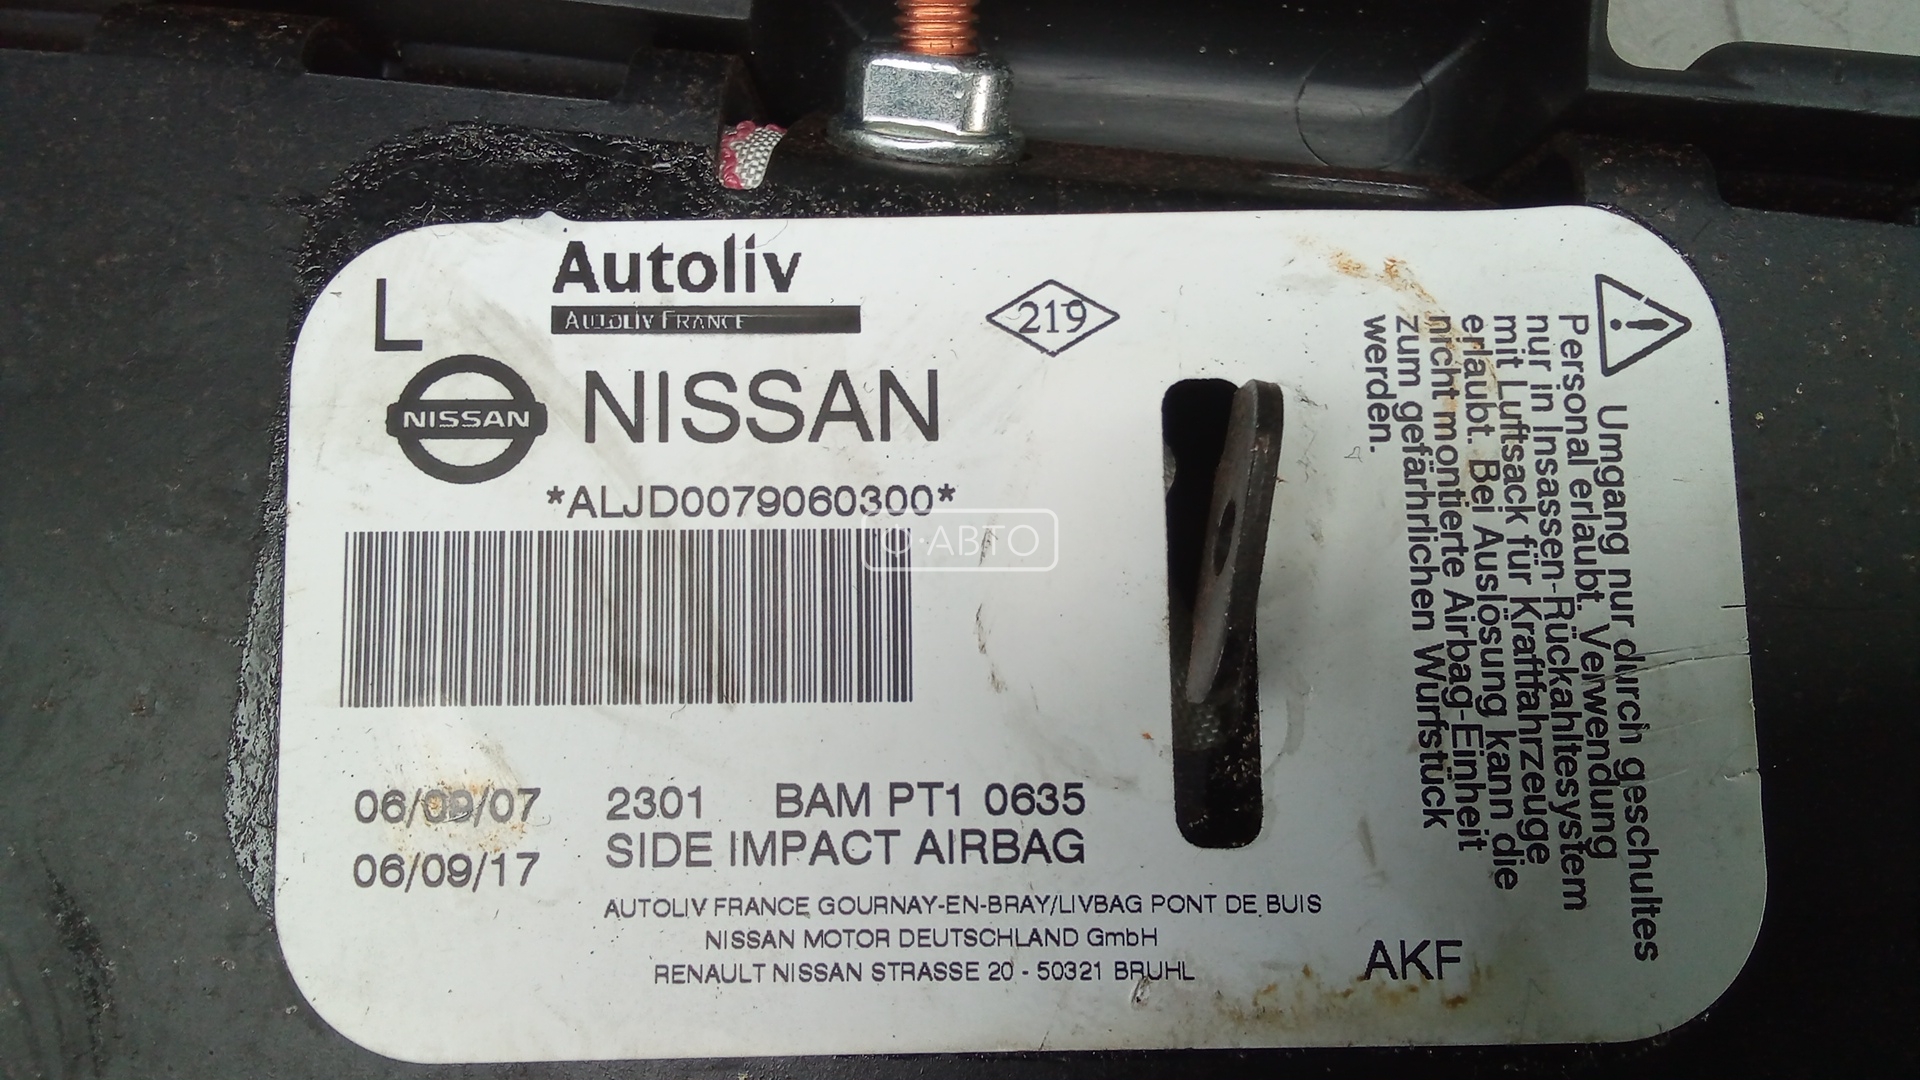 L
Autoliv
AUTOLIV FRANCE
219
NISSAN
NISSAN
*ALJD0079060300*
Ф·АВТО
06/09/07
2301 BAM PT1 0635
06/09/17
SIDE IMPACT AIRBAG
AUTOLIV FRANCE GOURNAY-EN-BRAY/LIVBAG PONT DE BUIS
NISSAN MOTOR DEUTSCHLAND GmbH
RENAULT NISSAN STRASSE 20 - 50321 BRUHL
AKF
Umgang nur durch geschultes
Personal erlaubt. Verwendung
nur in Insassen-Rückahltesystem
mit Luftsack für Kraftfahrzeuge
erlaubt. Bei Auslösung kann die
nicht montierte Airbag-Einheit
zum gefährhlichen Wurfstück
werden.